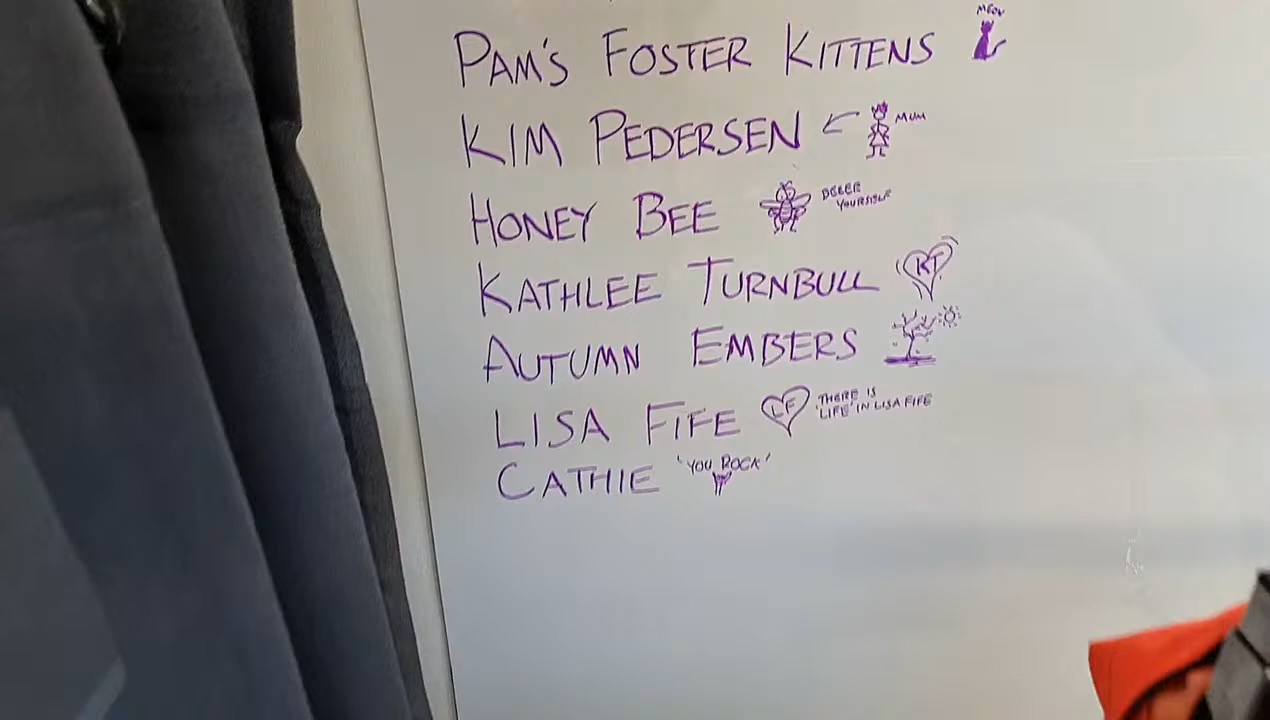 MEOW
PAM'S FOSTER KITTENS
KIM PEDERSEN MUM
HONEY BEE BEEEE YOURSELF
KATHLEE TURNBULL KT
AUTUMN EMBERS
LISA FIFE LF THERE IS 'LIFE' IN LISA FIFE
CATHIE 'YOU ROCK'